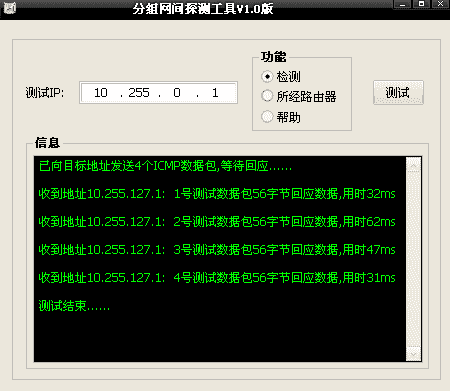 分组网间探测工具V1.0版
功能
测试IP: 10 . 255 . 0 . 1
检测
所经路由器
帮助
测试
信息
已向目标地址发送4个ICMP数据包,等待回应......
收到地址10.255.127.1: 1号测试数据包56字节回应数据,用时32ms
收到地址10.255.127.1: 2号测试数据包56字节回应数据,用时62ms
收到地址10.255.127.1: 3号测试数据包56字节回应数据,用时47ms
收到地址10.255.127.1: 4号测试数据包56字节回应数据,用时31ms
测试结束......